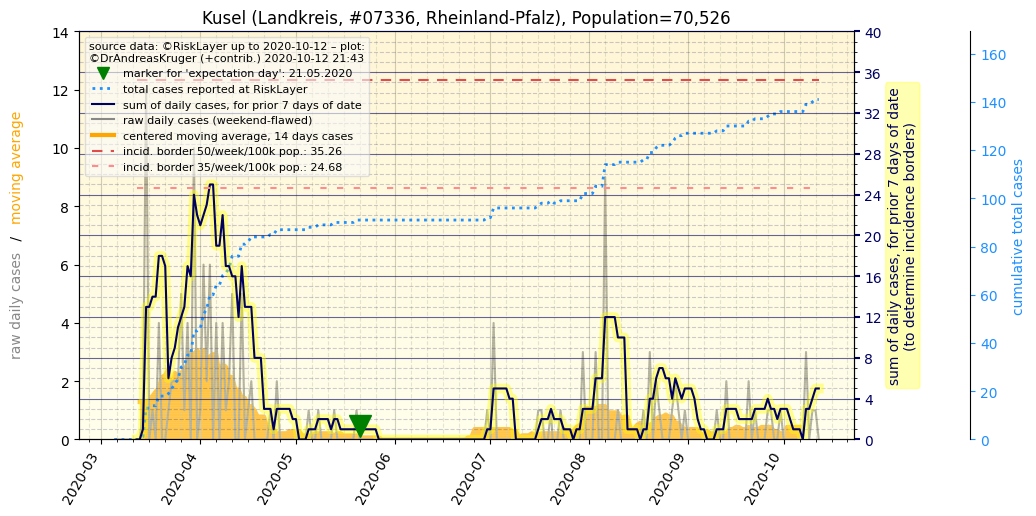 Kusel (Landkreis, #07336, Rheinland-Pfalz), Population=70,526
source data: ©RiskLayer up to 2020-10-12 – plot:
©DrAndreasKruger (+contrib.) 2020-10-12 21:43
marker for 'expectation day': 21.05.2020
total cases reported at RiskLayer
sum of daily cases, for prior 7 days of date
raw daily cases (weekend-flawed)
centered moving average, 14 days cases
incid. border 50/week/100k pop.: 35.26
incid. border 35/week/100k pop.: 24.68
raw daily cases / moving average
14
12
10
8
6
4
2
0
40
36
32
28
24
20
16
12
8
4
0
sum of daily cases, for prior 7 days of date
(to determine incidence borders)
160
140
120
100
80
60
40
20
0
cumulative total cases
2020-03
2020-04
2020-05
2020-06
2020-07
2020-08
2020-09
2020-10